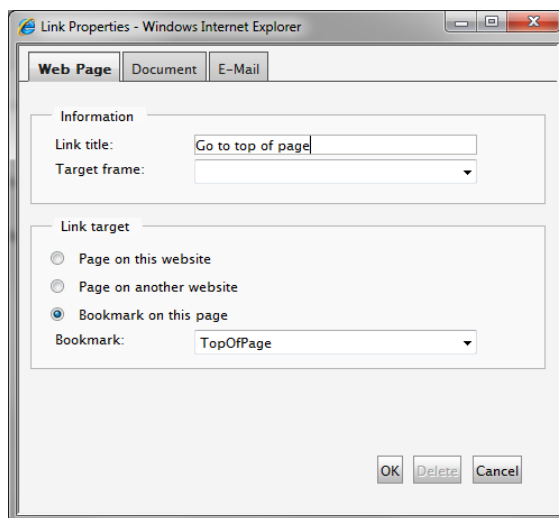 Link Properties - Windows Internet Explorer
Web Page Document E-Mail
Information
Link title: Go to top of page
Target frame:
Link target
Page on this website
Page on another website
Bookmark on this page
Bookmark: TopOfPage
OK Delete Cancel